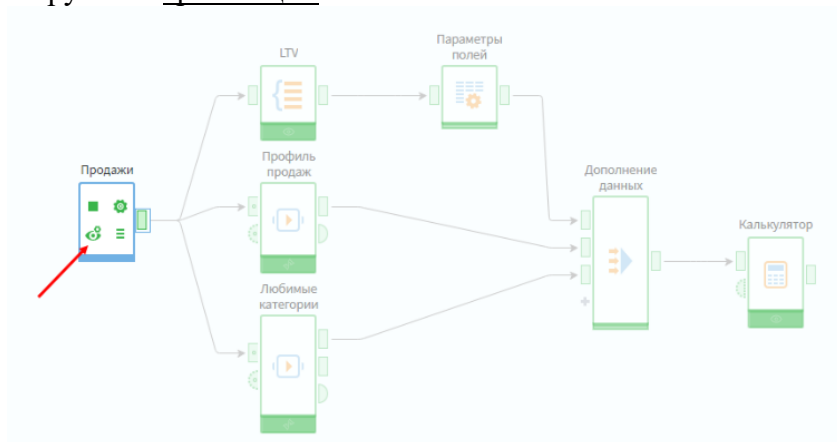 LTV
Параметры
полей
Продажи
Профиль
продаж
Дополнение
данных
Калькулятор
Любимые
категории